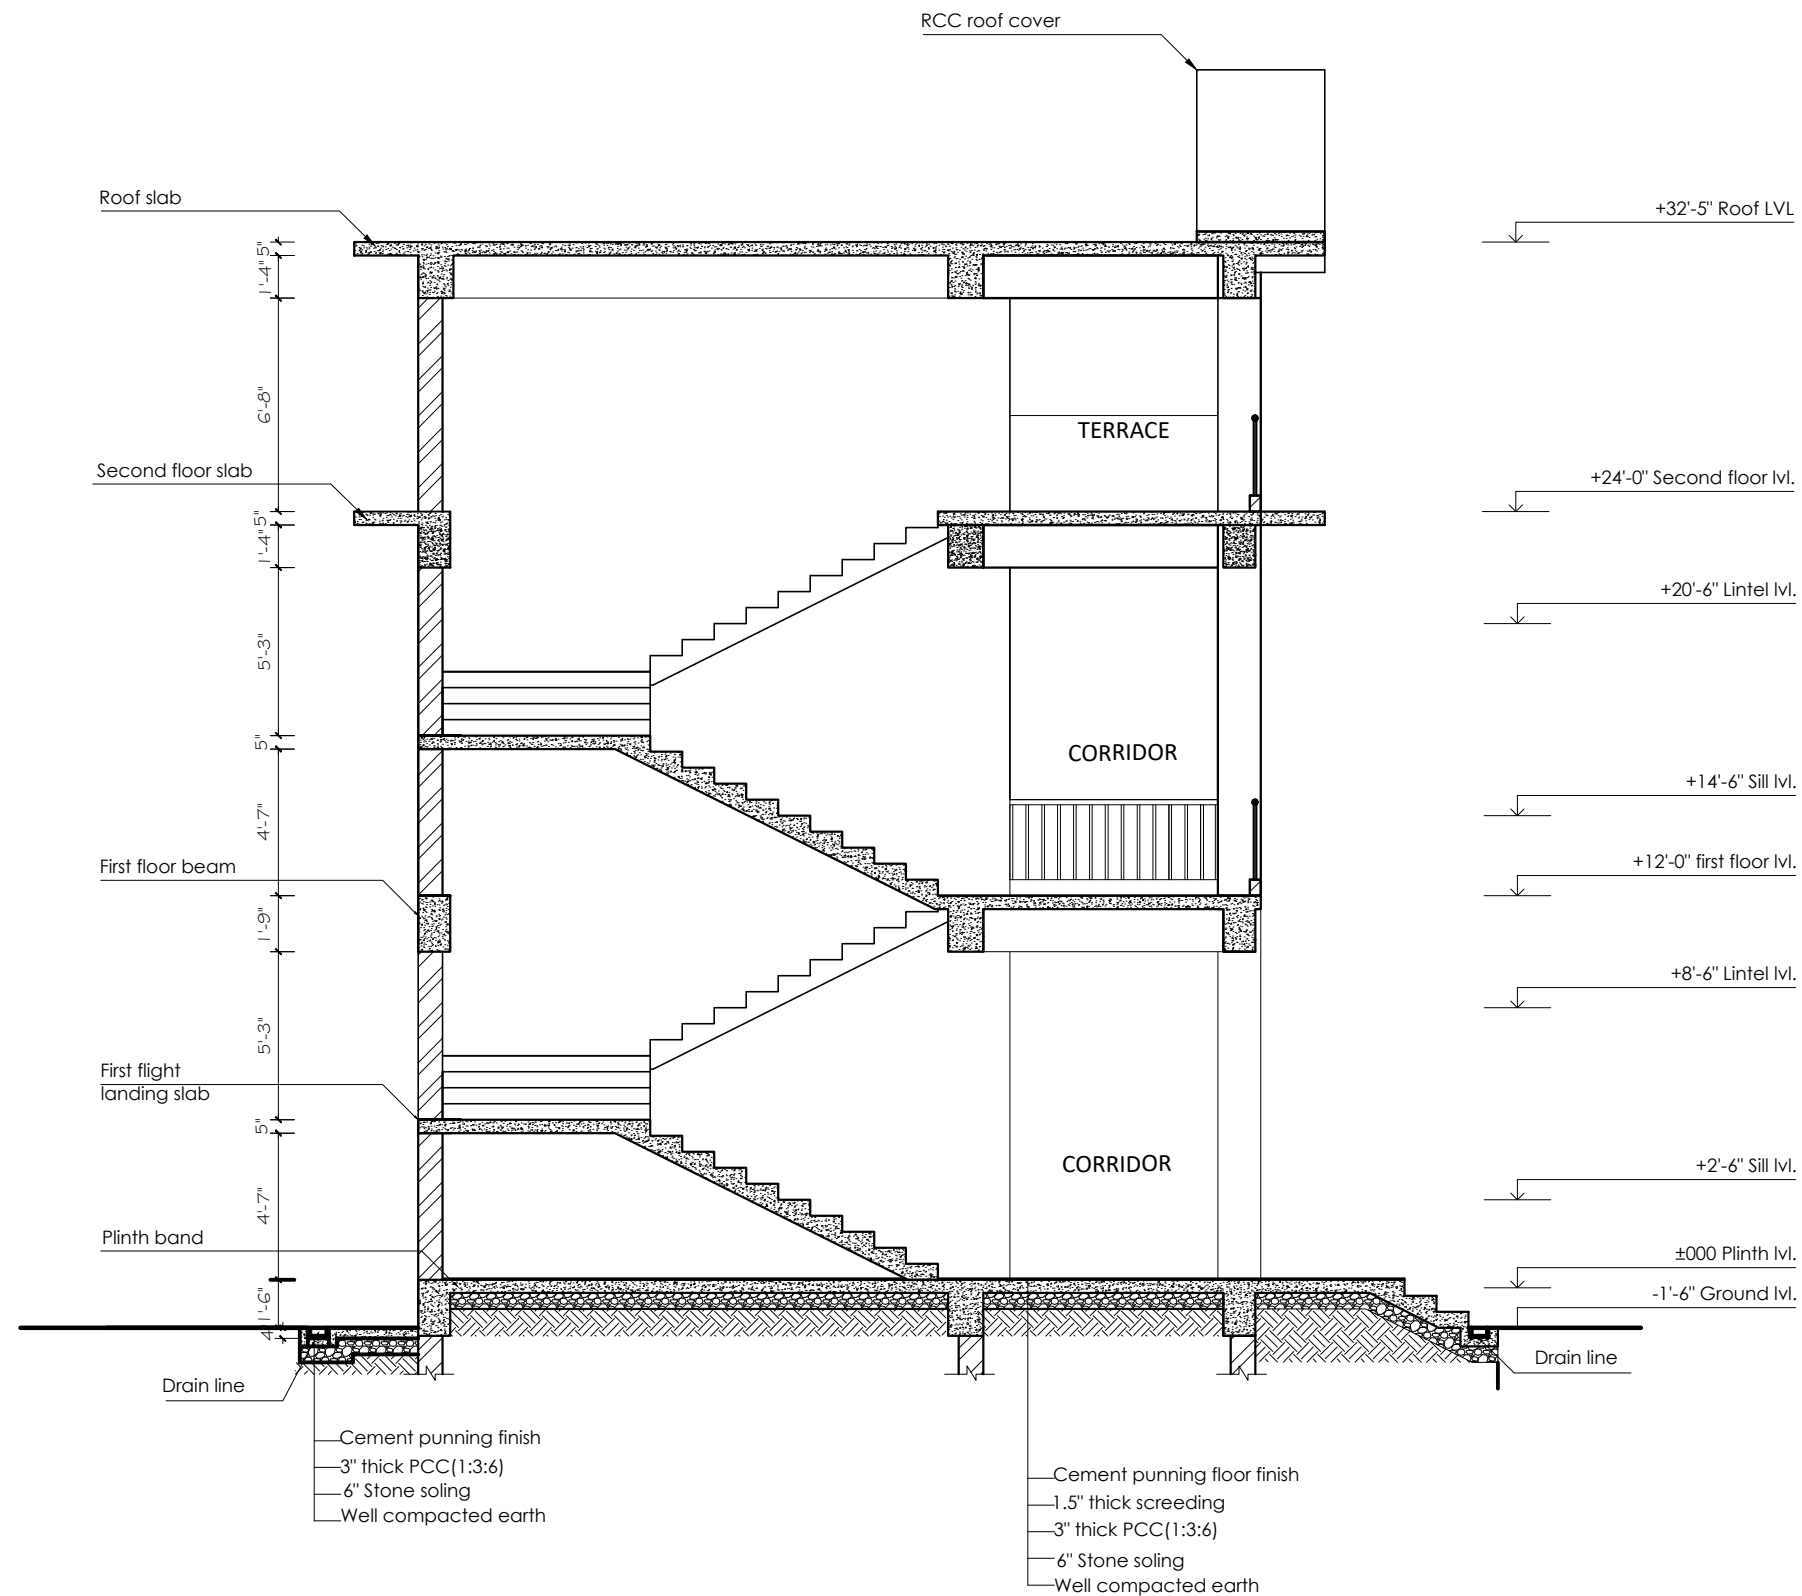 RCC roof cover
Roof slab
+32'-5" Roof LVL
5"
1'-4"
6'-8"
TERRACE
Second floor slab
+24'-0" Second floor lvl.
5"
1'-4"
+20'-6" Lintel lvl.
5'-3"
5"
CORRIDOR
+14'-6" Sill lvl.
4'-7"
First floor beam
+12'-0" first floor lvl.
1'-9"
+8'-6" Lintel lvl.
5'-3"
First flight
landing slab
5"
CORRIDOR
+2'-6" Sill lvl.
4'-7"
Plinth band
±000 Plinth lvl.
-1'-6" Ground lvl.
1'-6"
4"
Drain line
Drain line
Cement punning finish
3" thick PCC(1:3:6)
6" Stone soling
Well compacted earth
Cement punning floor finish
1.5" thick screeding
3" thick PCC(1:3:6)
6" Stone soling
Well compacted earth